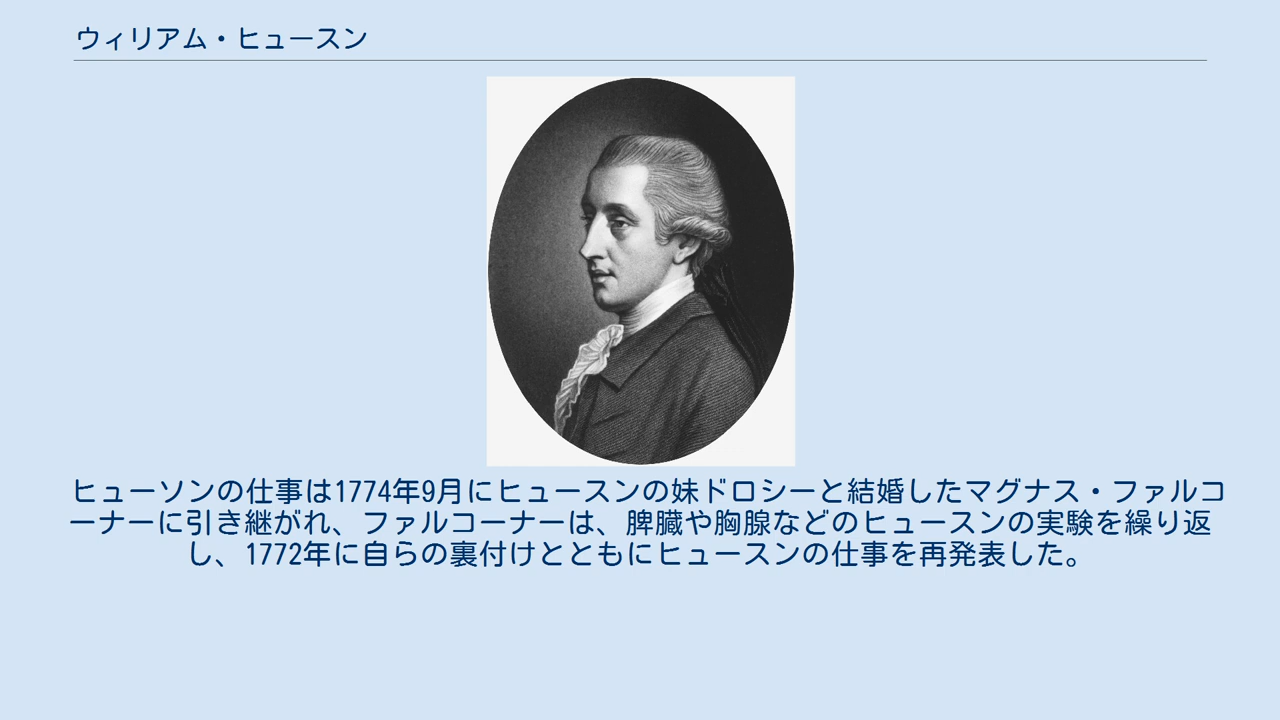 ウィリアム・ヒュースン
ヒューソンの仕事は1774年9月にヒュースンの妹ドロシーと結婚したマグナス・ファルコ
ーナーに引き継がれ、ファルコーナーは、脾臓や胸腺などのヒュースンの実験を繰り返
し、1772年に自らの裏付けとともにヒュースンの仕事を再発表した。